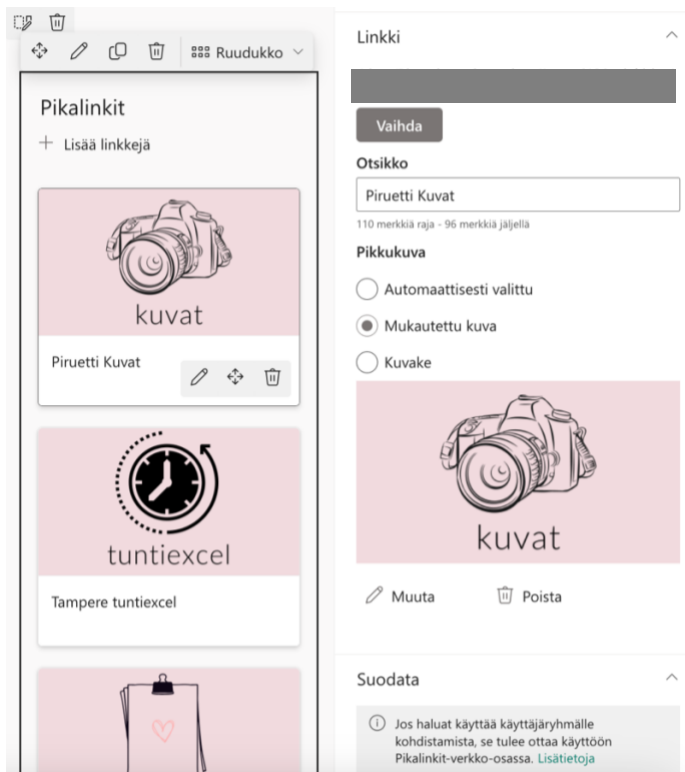 Ruudukko
Pikalinkit
Lisää linkkejä
kuvat
Piruetti Kuvat
tuntiexcel
Tampere tuntiexcel
Linkki
Vaihda
Otsikko
Piruetti Kuvat
110 merkkiä raja - 96 merkkiä jäljellä
Pikkukuva
Automaattisesti valittu
Mukautettu kuva
Kuvake
kuvat
Muuta
Poista
Suodata
Jos haluat käyttää käyttäjäryhmälle
kohdistamista, se tulee ottaa käyttöön
Pikalinkit-verkko-osassa. Lisätietoja